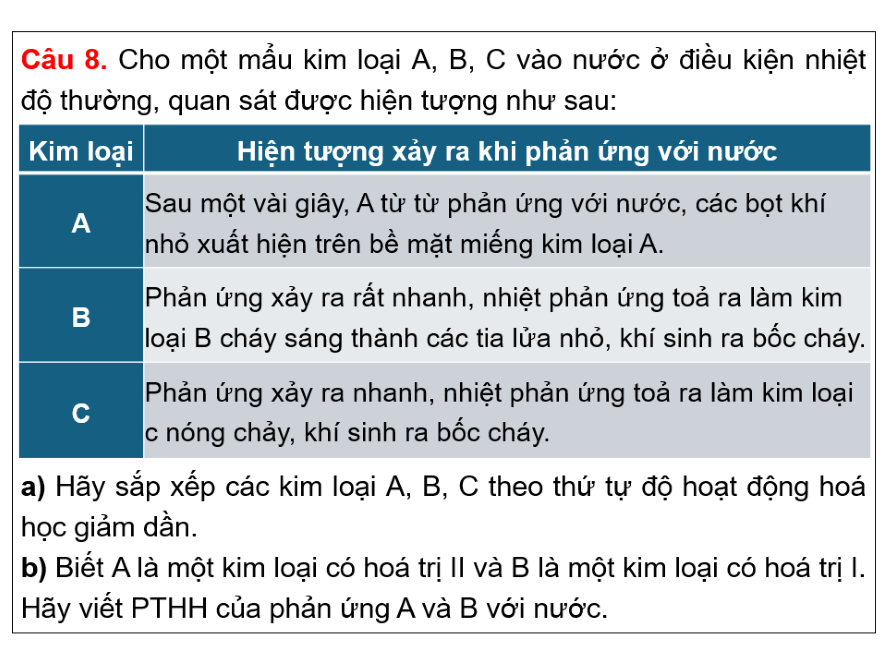 Câu 8. Cho một mẩu kim loại A, B, C vào nước ở điều kiện nhiệt
độ thường, quan sát được hiện tượng như sau:
Kim loại Hiện tượng xảy ra khi phản ứng với nước
A
Sau một vài giây, A từ từ phản ứng với nước, các bọt khí
nhỏ xuất hiện trên bề mặt miếng kim loại A.
B
Phản ứng xảy ra rất nhanh, nhiệt phản ứng toả ra làm kim
loại B cháy sáng thành các tia lửa nhỏ, khí sinh ra bốc cháy.
C
Phản ứng xảy ra nhanh, nhiệt phản ứng toả ra làm kim loại
c nóng chảy, khí sinh ra bốc cháy.
a) Hãy sắp xếp các kim loại A, B, C theo thứ tự độ hoạt động hoá
học giảm dần.
b) Biết A là một kim loại có hoá trị II và B là một kim loại có hoá trị I.
Hãy viết PTHH của phản ứng A và B với nước.